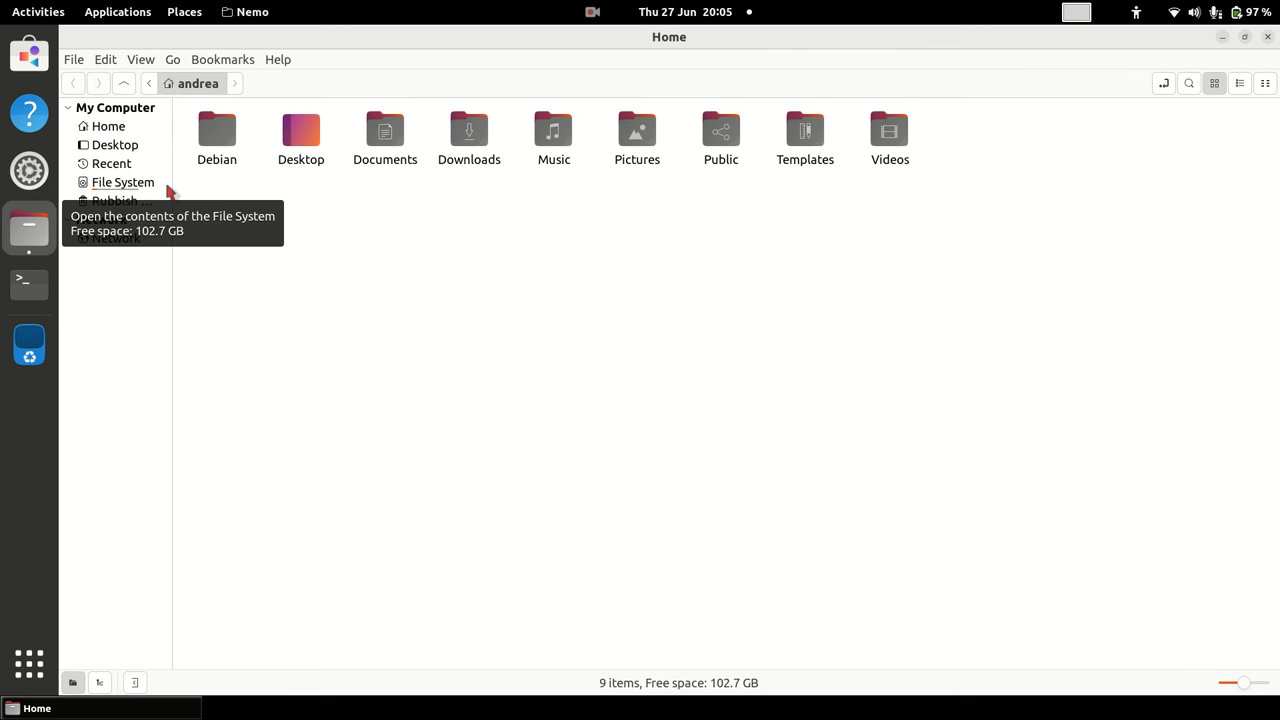 Activities Applications Places Nemo Thu 27 Jun 20:05 97 %
Home
File Edit View Go Bookmarks Help
andrea
My Computer
Home
Desktop
Recent
File System
Rubbish ...
Network
Network
Open the contents of the File System
Free space: 102.7 GB
Debian Desktop Documents Downloads Music Pictures Public Templates Videos
9 items, Free space: 102.7 GB
Home